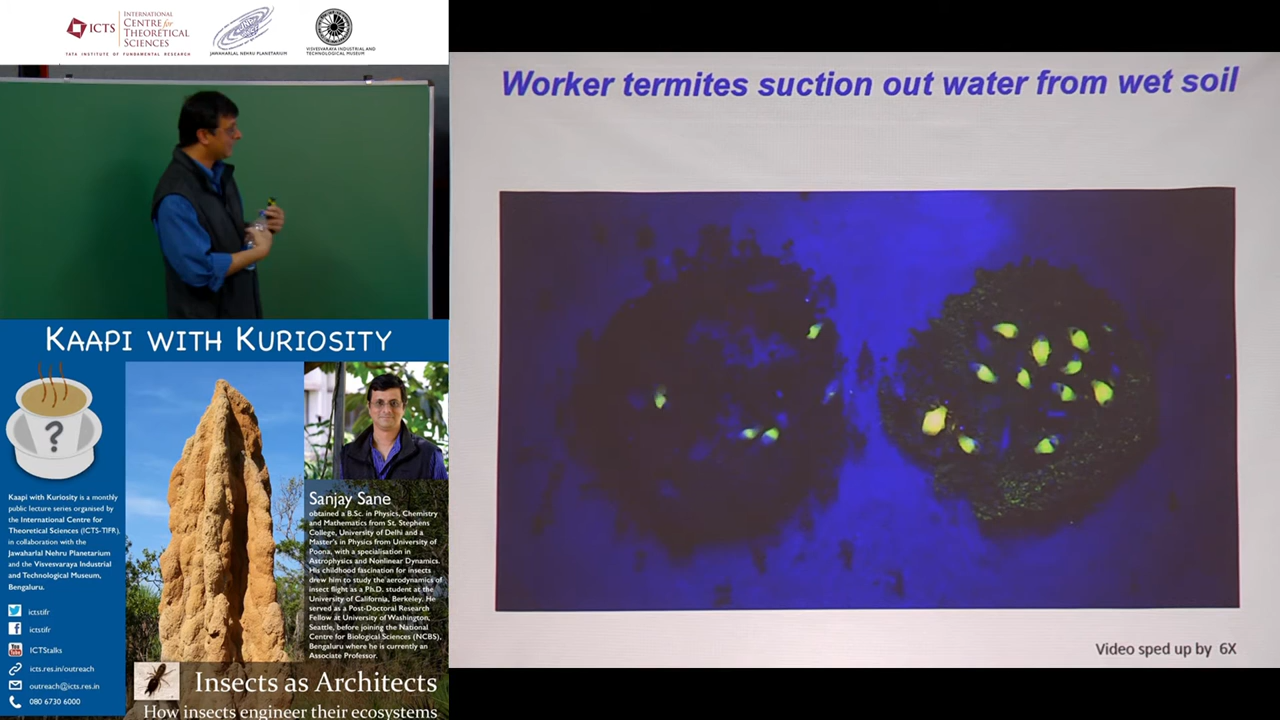 ICTS
INTERNATIONAL
CENTRE for
THEORETICAL
SCIENCES
TATA INSTITUTE OF FUNDAMENTAL RESEARCH
JAWAHARLAL NEHRU PLANETARIUM
VISVESVARAYA INDUSTRIAL AND
TECHNOLOGICAL MUSEUM
Worker termites suction out water from wet soil
Video sped up by 6X
KAAPI WITH KURIOSITY
?
Kaapi with Kuriosity is a monthly
public lecture series organised by
the International Centre for
Theoretical Sciences (ICTS-TIFR),
in collaboration with the
Jawaharlal Nehru Planetarium
and the Visvesvaraya Industrial
and Technological Museum,
Bengaluru.
ictstifr
ictstifr
You
Tube
ICTStalks
icts.res.in/outreach
outreach@icts.res.in
080 6730 6000
Sanjay Sane
obtained a B.Sc. in Physics, Chemistry
and Mathematics from St. Stephens
College, University of Delhi and a
Master's in Physics from University of
Poona, with a specialisation in
Astrophysics and Nonlinear Dynamics.
His childhood fascination for insects
drew him to study the aerodynamics of
insect flight as a Ph.D. student at the
University of California, Berkeley. He
served as a Post-Doctoral Research
Fellow at University of Washington,
Seattle, before joining the National
Centre for Biological Sciences (NCBS),
Bengaluru where he is currently an
Associate Professor.
Insects as Architects
How insects engineer their ecosystems